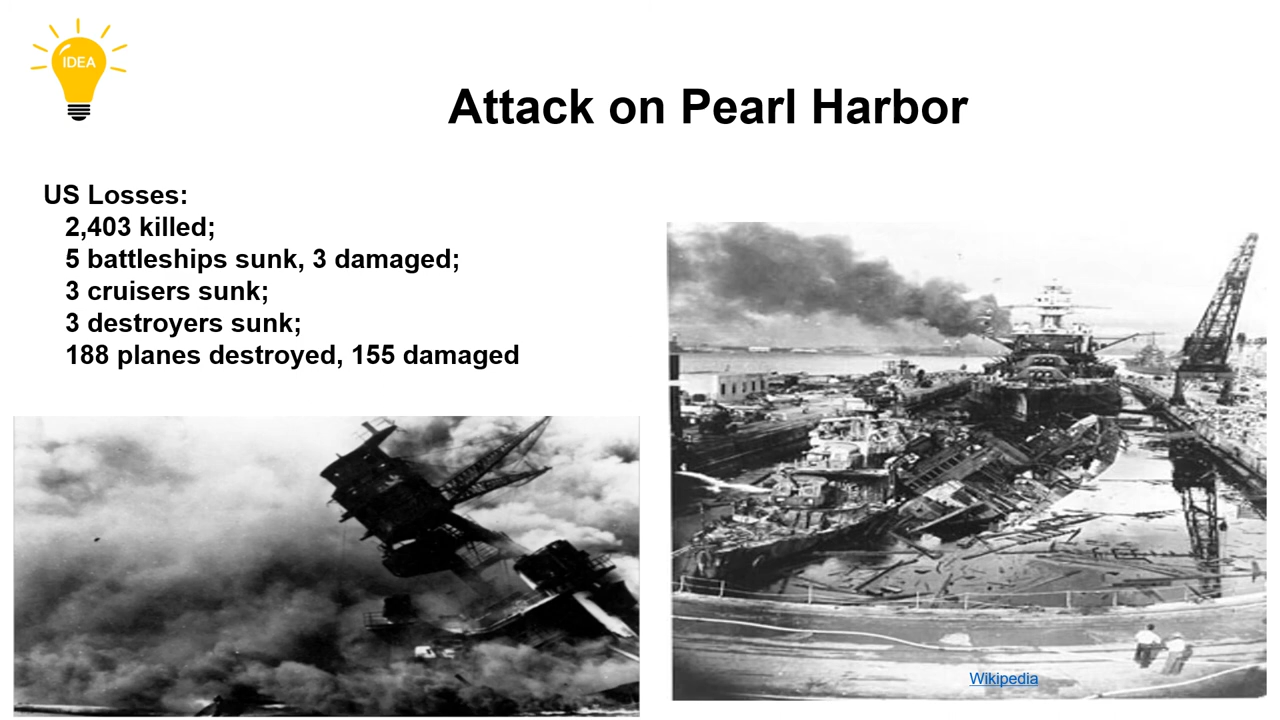 IDEA
Attack on Pearl Harbor
US Losses:
2,403 killed;
5 battleships sunk, 3 damaged;
3 cruisers sunk;
3 destroyers sunk;
188 planes destroyed, 155 damaged
Wikipedia